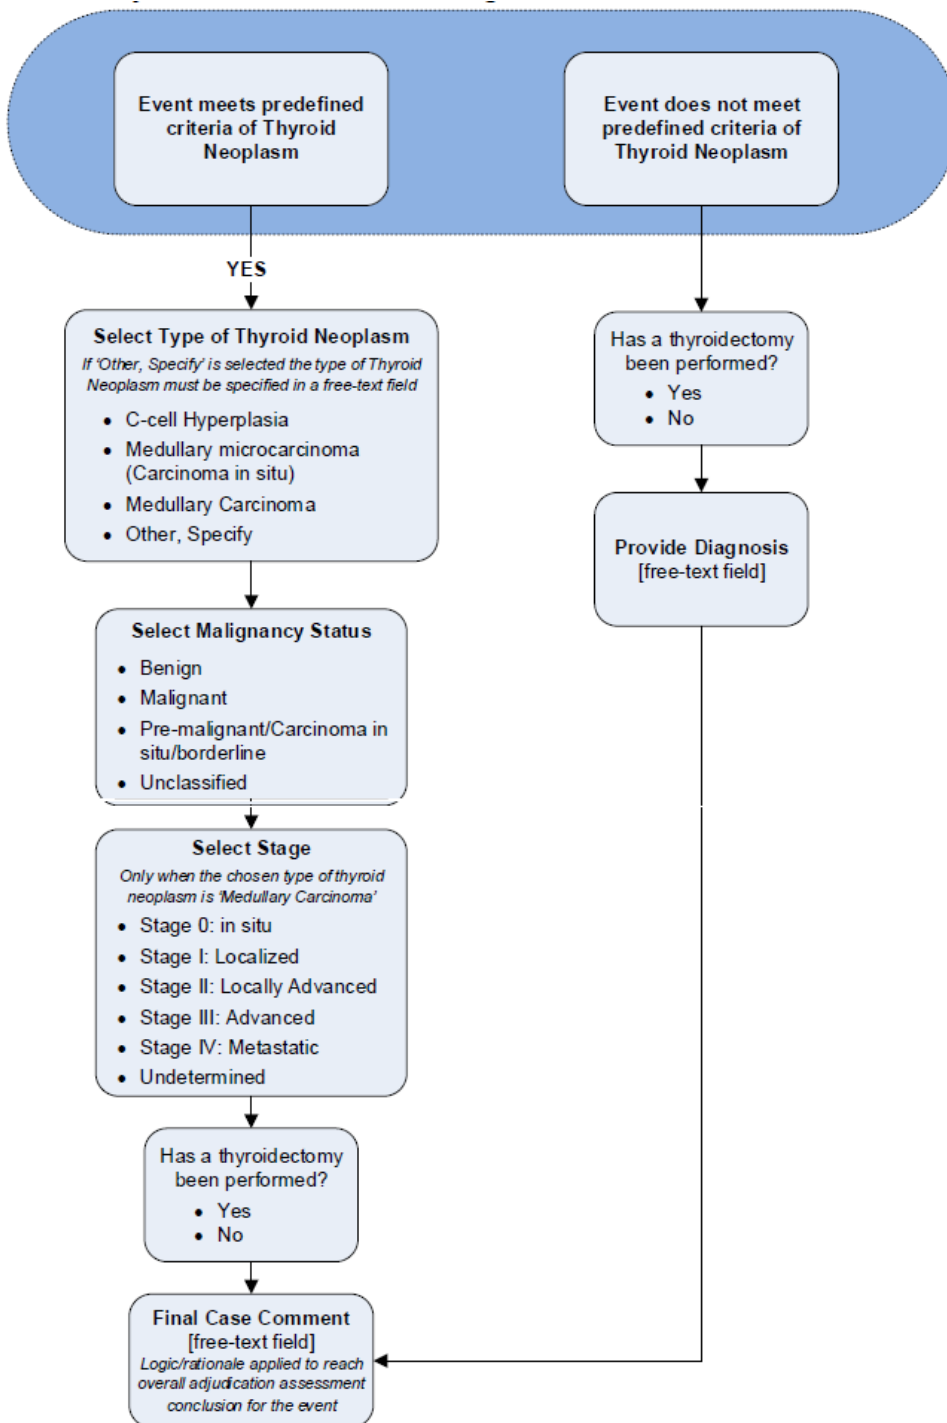 Event meets predefined
criteria of Thyroid
Neoplasm
Event does not meet
predefined criteria of
Thyroid Neoplasm
YES
Select Type of Thyroid Neoplasm
If 'Other, Specify' is selected the type of Thyroid
Neoplasm must be specified in a free-text field
• C-cell Hyperplasia
• Medullary microcarcinoma
(Carcinoma in situ)
• Medullary Carcinoma
• Other, Specify
Has a thyroidectomy
been performed?
• Yes
• No
Provide Diagnosis
[free-text field]
Select Malignancy Status
• Benign
• Malignant
• Pre-malignant/Carcinoma in
situ/borderline
• Unclassified
Select Stage
Only when the chosen type of thyroid
neoplasm is 'Medullary Carcinoma'
• Stage 0: in situ
• Stage I: Localized
• Stage II: Locally Advanced
• Stage III: Advanced
• Stage IV: Metastatic
• Undetermined
Has a thyroidectomy
been performed?
• Yes
• No
Final Case Comment
[free-text field]
Logic/rationale applied to reach
overall adjudication assessment
conclusion for the event